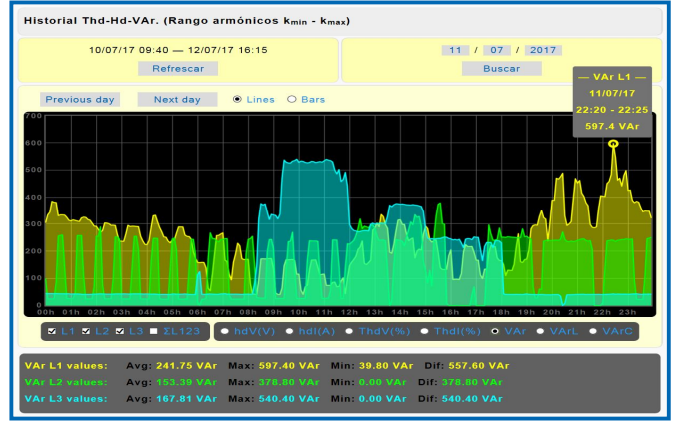 Historial Thd-Hd-VAr. (Rango armónicos kmin - kmax)
10/07/17 09:40 — 12/07/17 16:15
Refrescar
11 / 07 / 2017
Buscar
— VAr L1 —
11/07/17
22:20 - 22:25
597.4 VAr
Previous day Next day Lines Bars
700
600
500
400
300
200
100
0
00h 01h 02h 03h 04h 05h 06h 07h 08h 09h 10h 11h 12h 13h 14h 15h 16h 17h 18h 19h 20h 21h 22h 23h
L1 L2 L3 ΣL123 hdV(V) hdI(A) ThdV(%) ThdI(%) VAr VArL VArC
VAr L1 values: Avg: 241.75 VAr Max: 597.40 VAr Min: 39.80 VAr Dif: 557.60 VAr
VAr L2 values: Avg: 153.39 VAr Max: 378.80 VAr Min: 0.00 VAr Dif: 378.80 VAr
VAr L3 values: Avg: 167.81 VAr Max: 540.40 VAr Min: 0.00 VAr Dif: 540.40 VAr